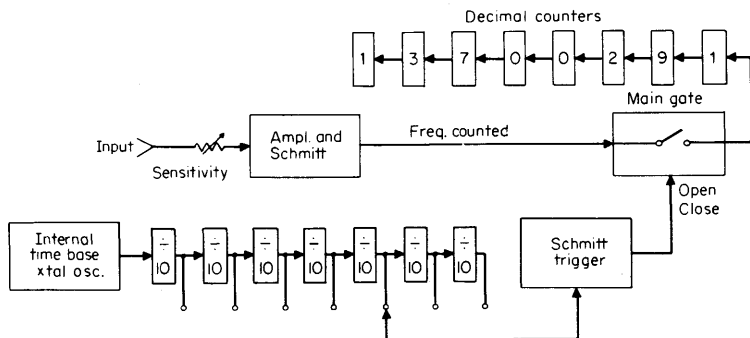 Decimal counters
1 3 7 0 0 2 9 1
Main gate
Input
Sensitivity
Ampl. and
Schmitt
Freq. counted
Open
Close
Internal
time base
xtal osc.
÷ ÷ ÷ ÷ ÷ ÷ ÷
10 10 10 10 10 10 10
Schmitt
trigger